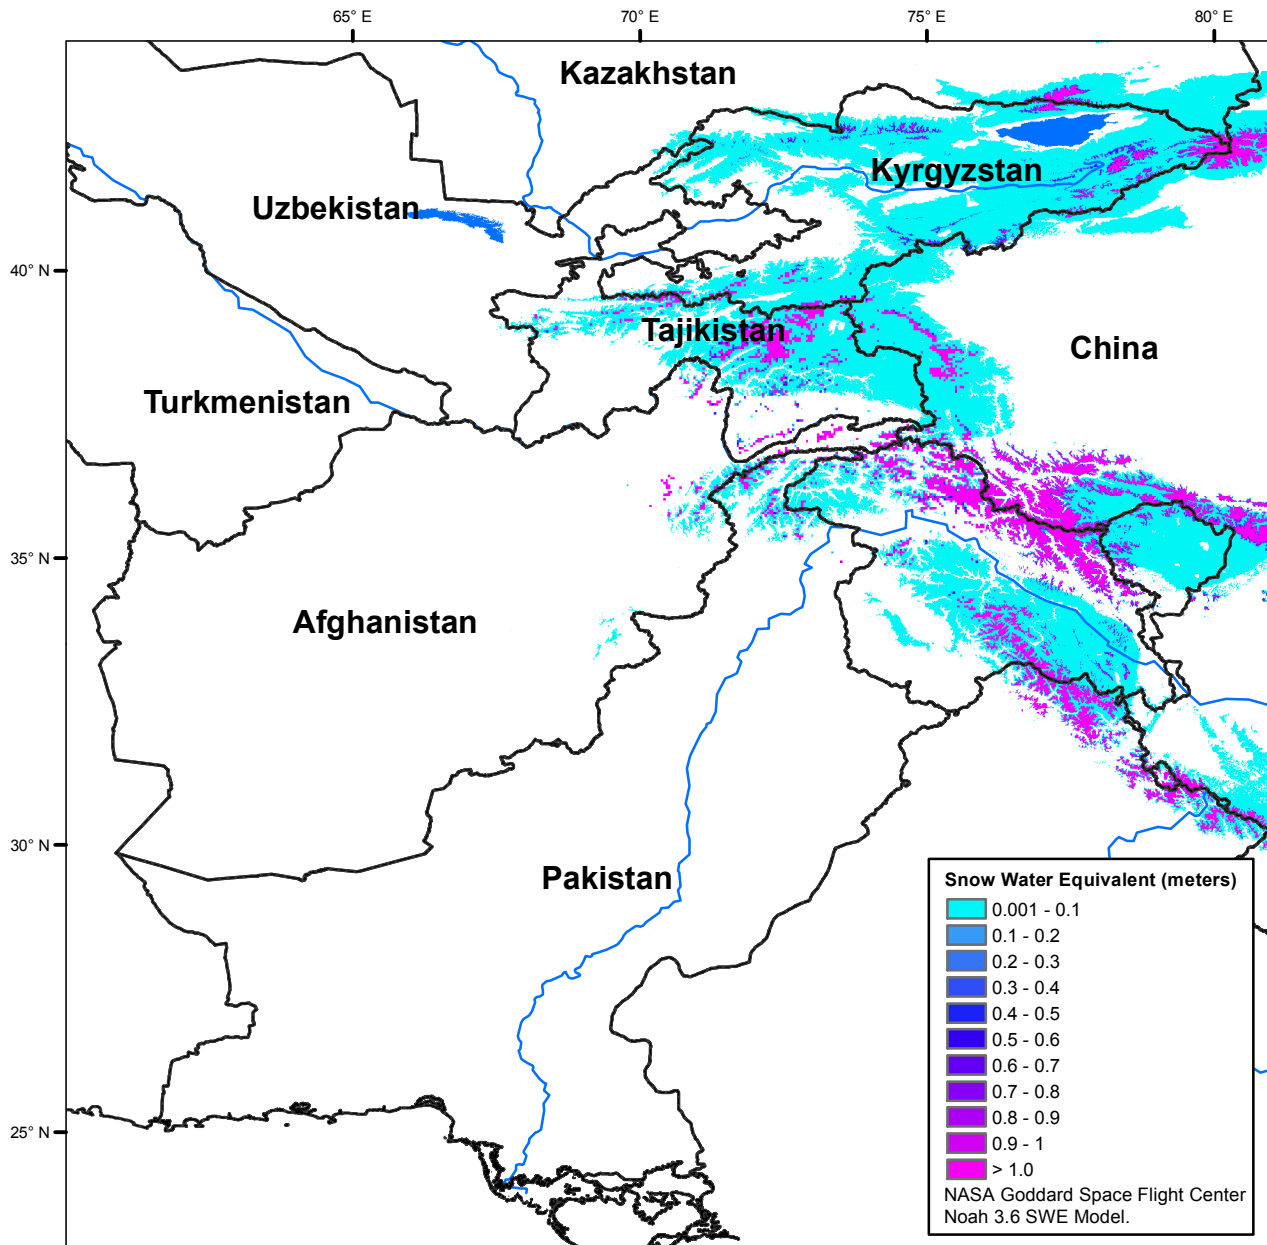 65° E
70° E
75° E
80° E
Kazakhstan
Kyrgyzstan
Uzbekistan
40° N
Tajikistan
China
Turkmenistan
35° N
Afghanistan
30° N
Pakistan
25° N
Snow Water Equivalent (meters)
0.001 - 0.1
0.1 - 0.2
0.2 - 0.3
0.3 - 0.4
0.4 - 0.5
0.5 - 0.6
0.6 - 0.7
0.7 - 0.8
0.8 - 0.9
0.9 - 1
> 1.0
NASA Goddard Space Flight Center
Noah 3.6 SWE Model.